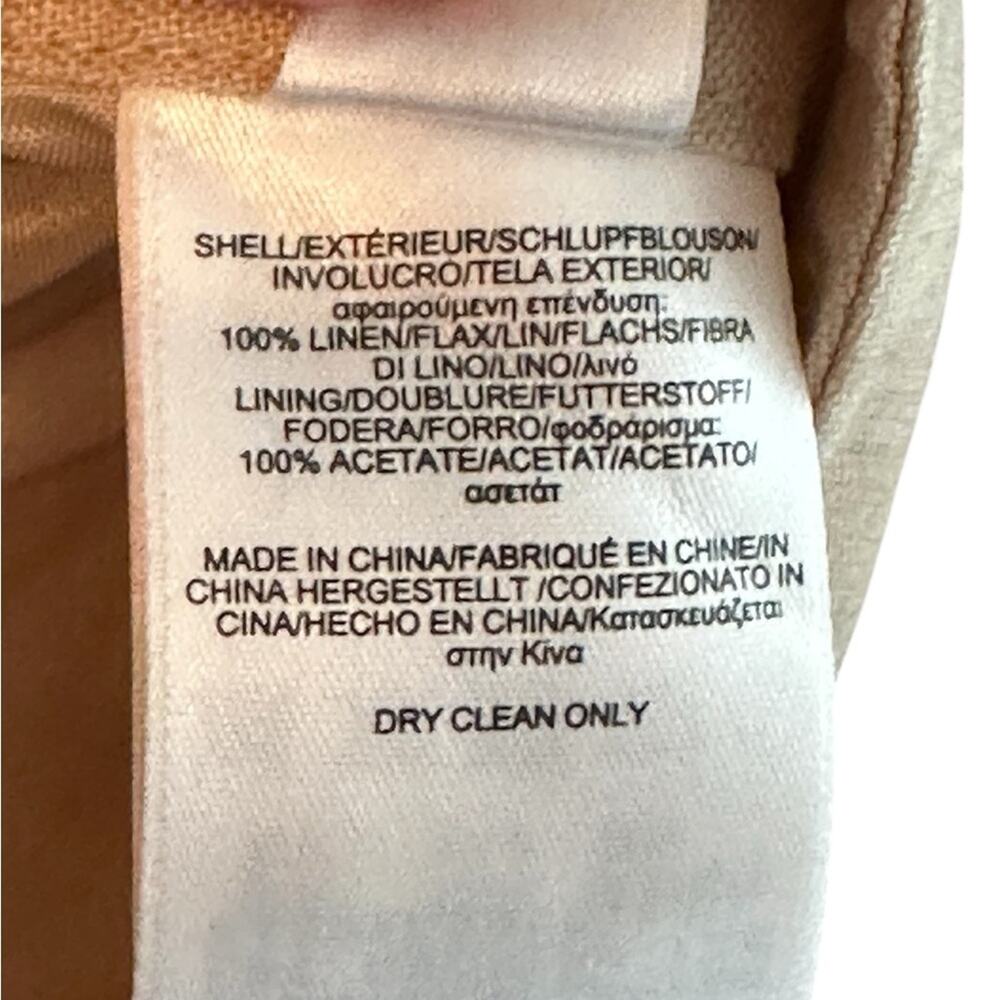 SHELL/EXTÉRIEUR/SCHLUPFBLOUSON/
INVOLUCRO/TELA EXTERIOR/
αφαιρούμενη επένδυση:
100% LINEN/FLAX/LIN/FLACHS/FIBRA
DI LINO/LINO/λινό
LINING/DOUBLURE/FUTTERSTOFF/
FODERA/FORRO/φοδράρισμα:
100% ACETATE/ACETAT/ACETATO/
ασετάτ
MADE IN CHINA/FABRIQUÉ EN CHINE/IN
CHINA HERGESTELLT /CONFEZIONATO IN
CINA/HECHO EN CHINA/Κατασκευάζεται
στην Κίνα
DRY CLEAN ONLY